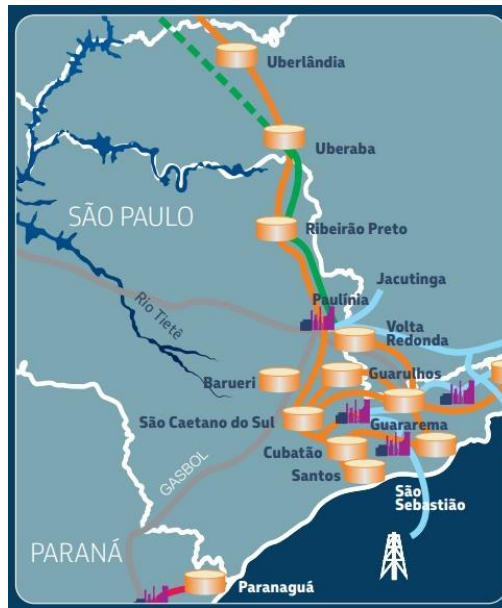 Uberlândia
Uberaba
SÃO PAULO
Ribeirão Preto
Jacutinga
Paulínia
Rio Tietê
Volta
Redonda
Guarulhos
Barueri
São Caetano do Sul
Guararema
Cubatão
GASBOL
Santos
São
Sebastião
PARANÁ
Paranaguá